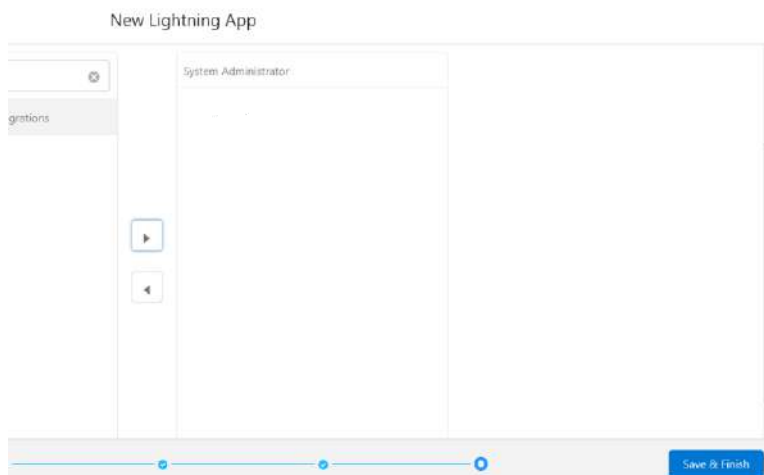 New Lightning App
System Administrator
grations
Save & Finish